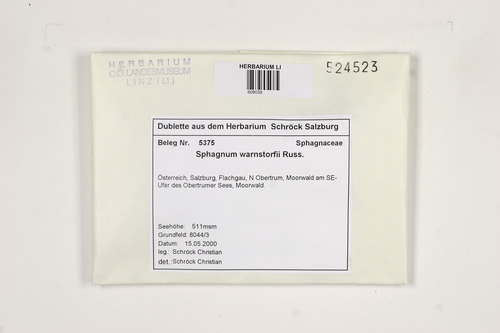 HERBARIUM
OÖ. LANDESMUSEUM
LINZ (LI)
HERBARIUM LI
524523
Dublette aus dem Herbarium Schröck Salzburg
Beleg Nr. 5375 Sphagnaceae
Sphagnum warnstorfii Russ.
Österreich, Salzburg, Flachgau, N Obertrum, Moorwald am SE-
Ufer des Obertrumer Sees, Moorwald.
Seehöhe: 511msm
Grundfeld: 8044/3
Datum: 15.05.2000
leg.: Schröck Christian
det.: Schröck Christian